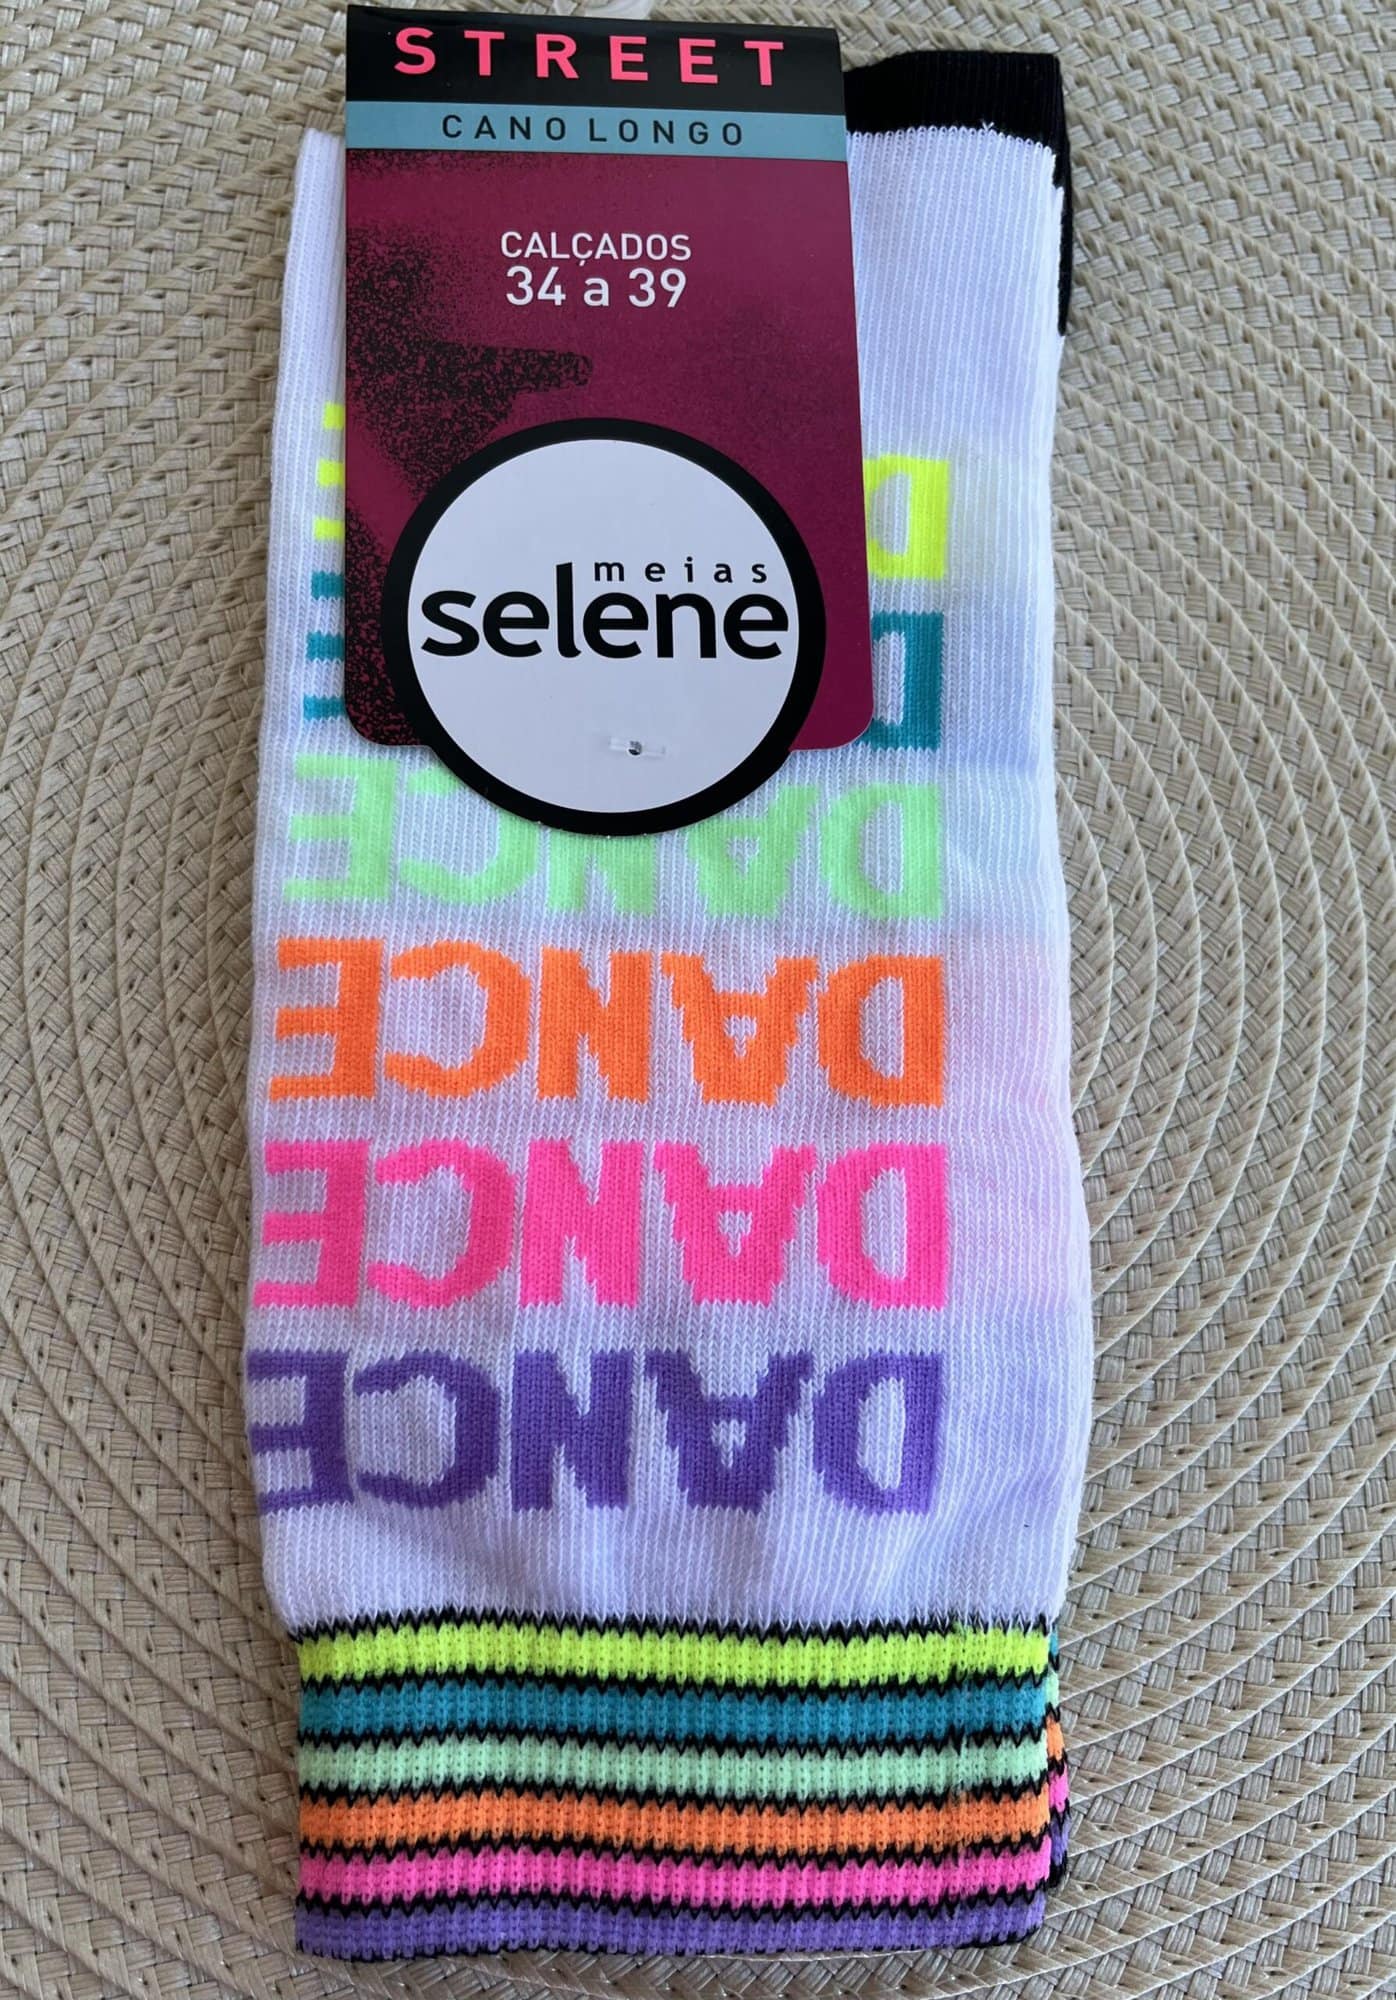 STREET
CANO LONGO
CALÇADOS
34 a 39
meias
selene
D
D
DANCE
DANCE
DANCE
DANCE